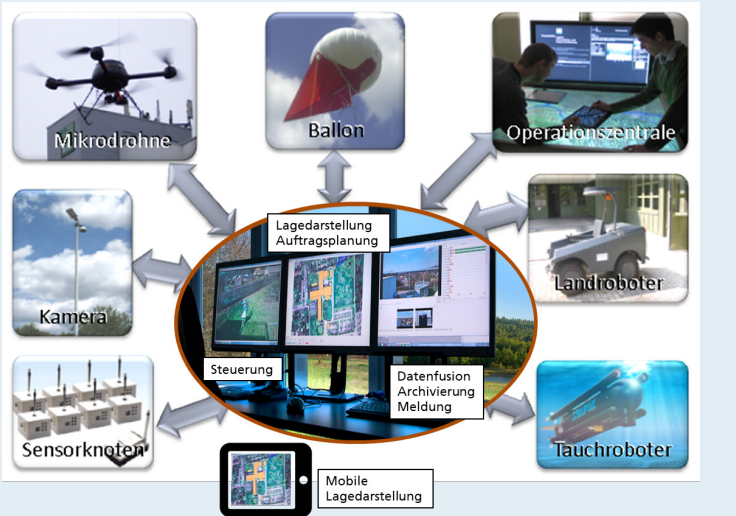 Mikrodrohne
Ballon
Operationszentrale
Lagedarstellung
Auftragsplanung
Kamera
Landroboter
Steuerung
Datenfusion
Archivierung
Meldung
Sensorknoten
Tauchroboter
Mobile
Lagedarstellung